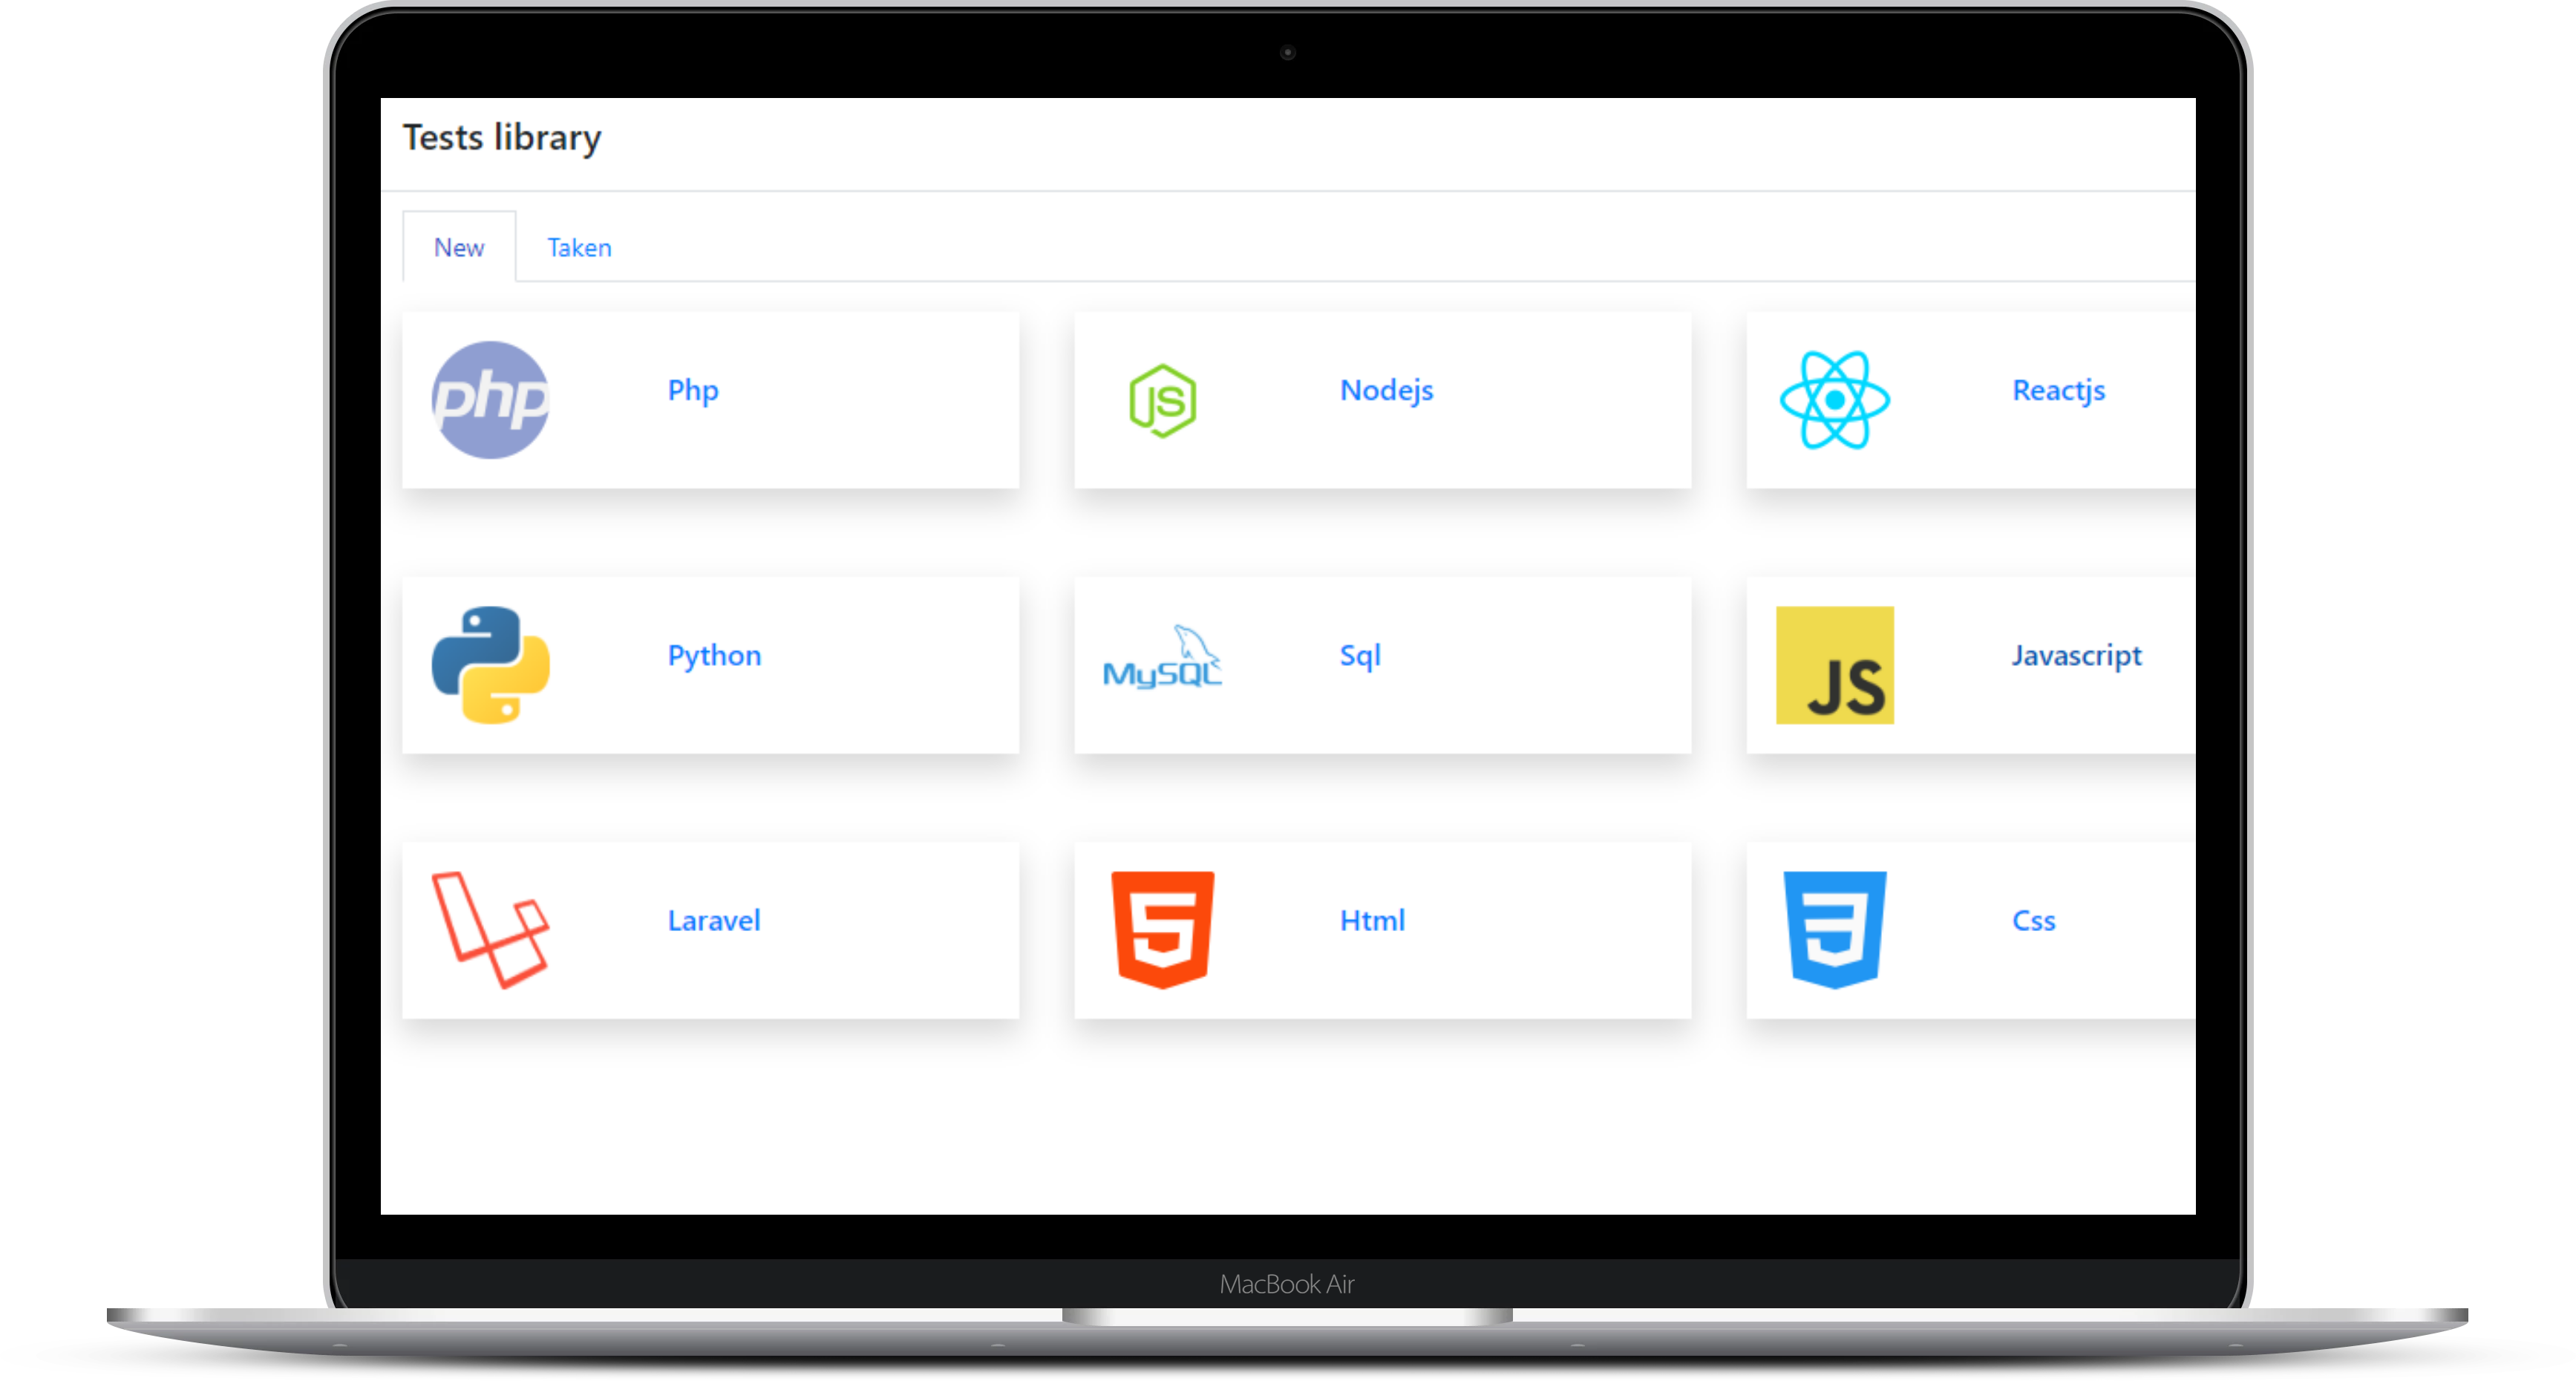 Tests library
New Taken
php Php
JS Nodejs
Reactjs
Python
MySQL Sql
JS Javascript
Laravel
5 Html
3 Css
MacBook Air